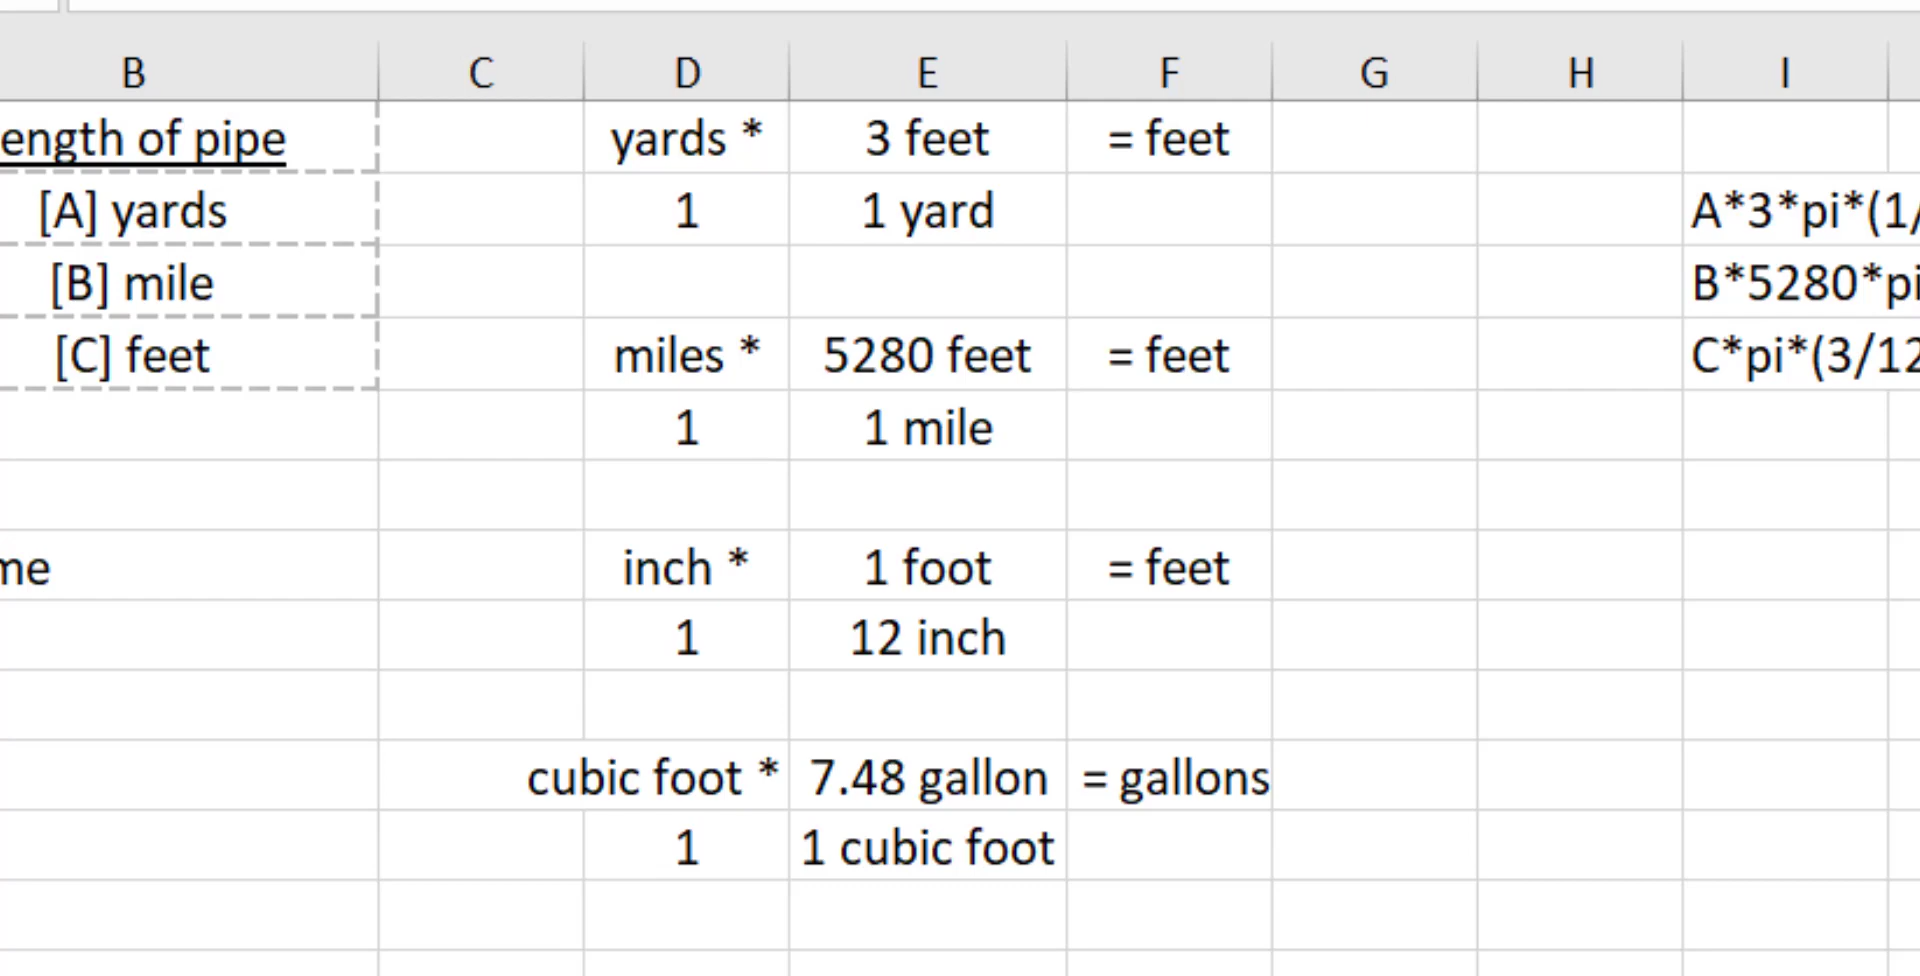 B C D E F G H I
ength of pipe yards * 3 feet = feet
[A] yards 1 1 yard A*3*pi*(1/
[B] mile B*5280*pi
[C] feet miles * 5280 feet = feet C*pi*(3/12
1 1 mile
me inch * 1 foot = feet
1 12 inch
cubic foot * 7.48 gallon = gallons
1 1 cubic foot